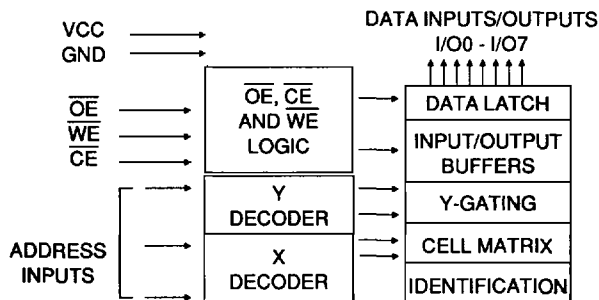 DATA INPUTS/OUTPUTS
I/O0 - I/O7
VCC
GND
OE
WE
CE
OE, CE
AND WE
LOGIC
DATA LATCH
INPUT/OUTPUT
BUFFERS
Y
DECODER
Y-GATING
ADDRESS
INPUTS
X
DECODER
CELL MATRIX
IDENTIFICATION